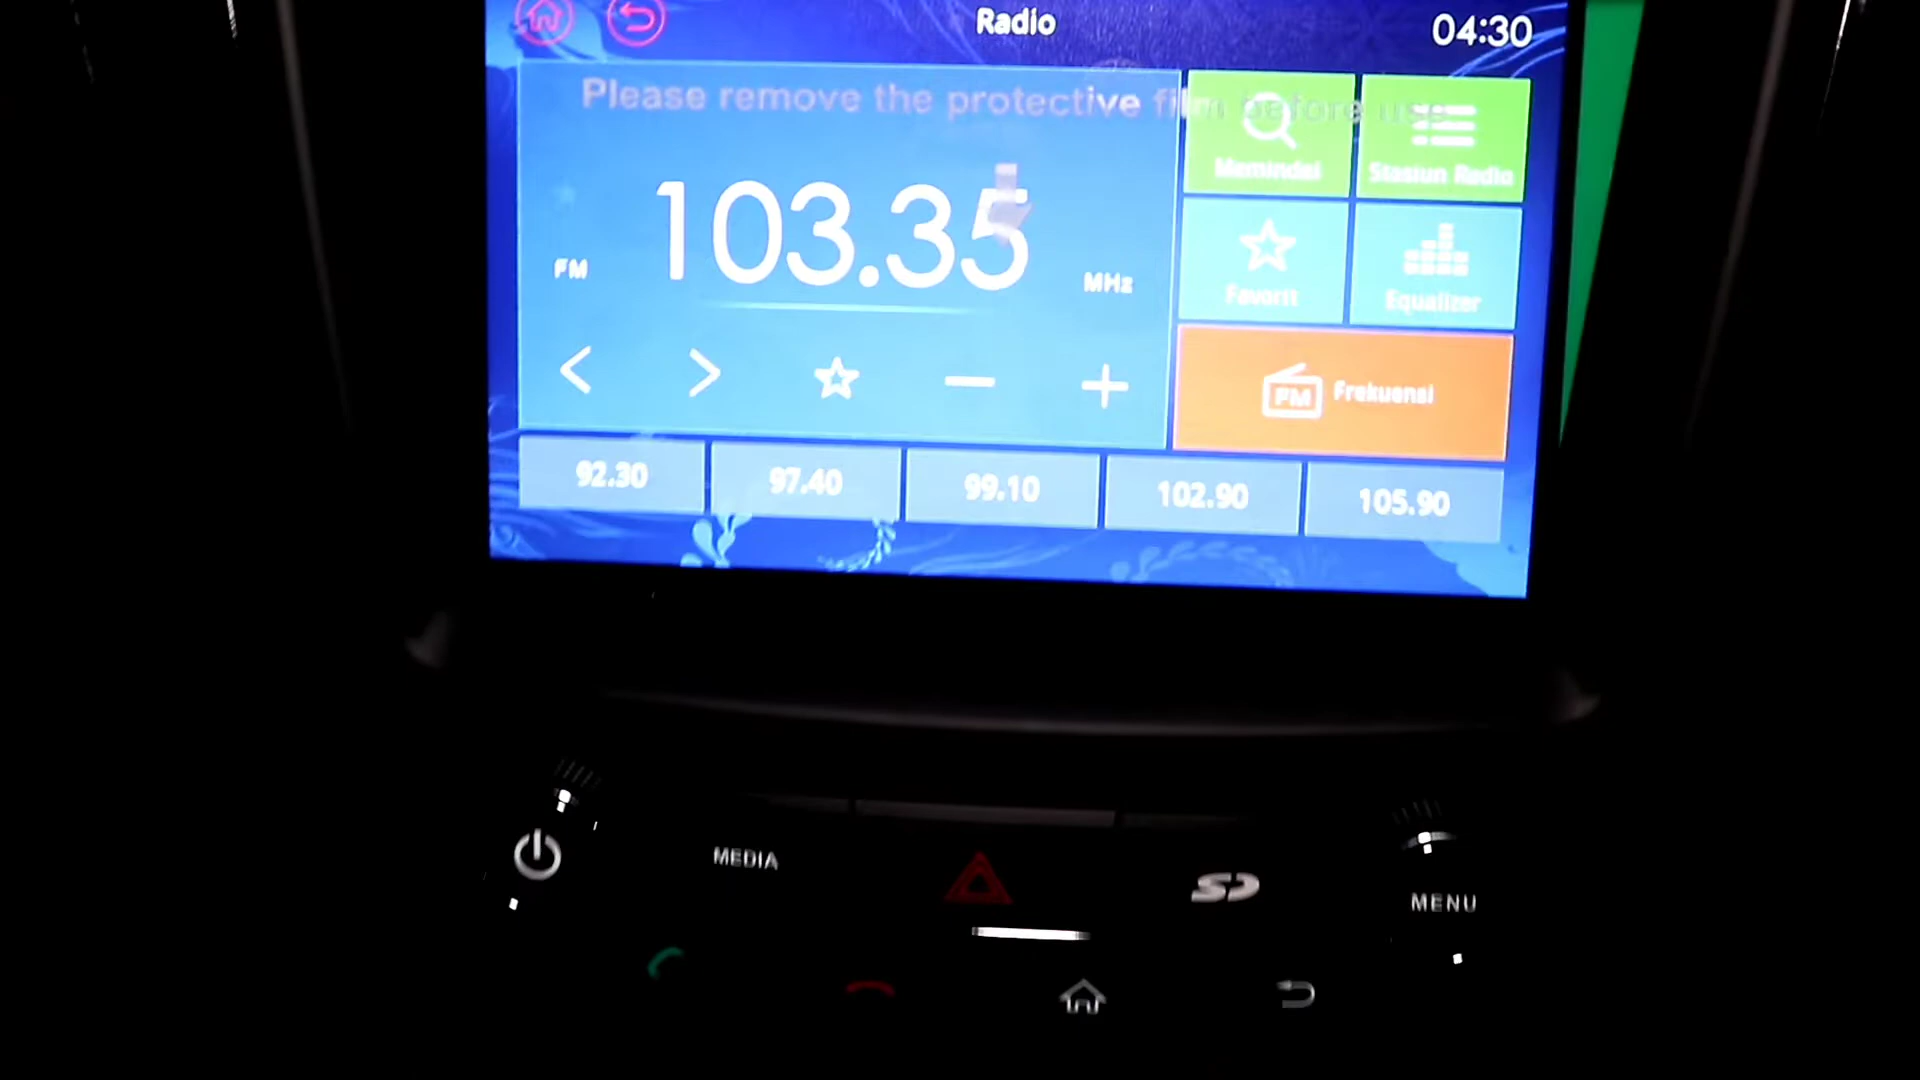 Radio
04:30
Please remove the protective film before use
Memindai
Stasiun Radio
FM
103.35
MHz
Favorit
Equalizer
FM
Frekuensi
92.30
97.40
99.10
102.90
105.90
MEDIA
MENU